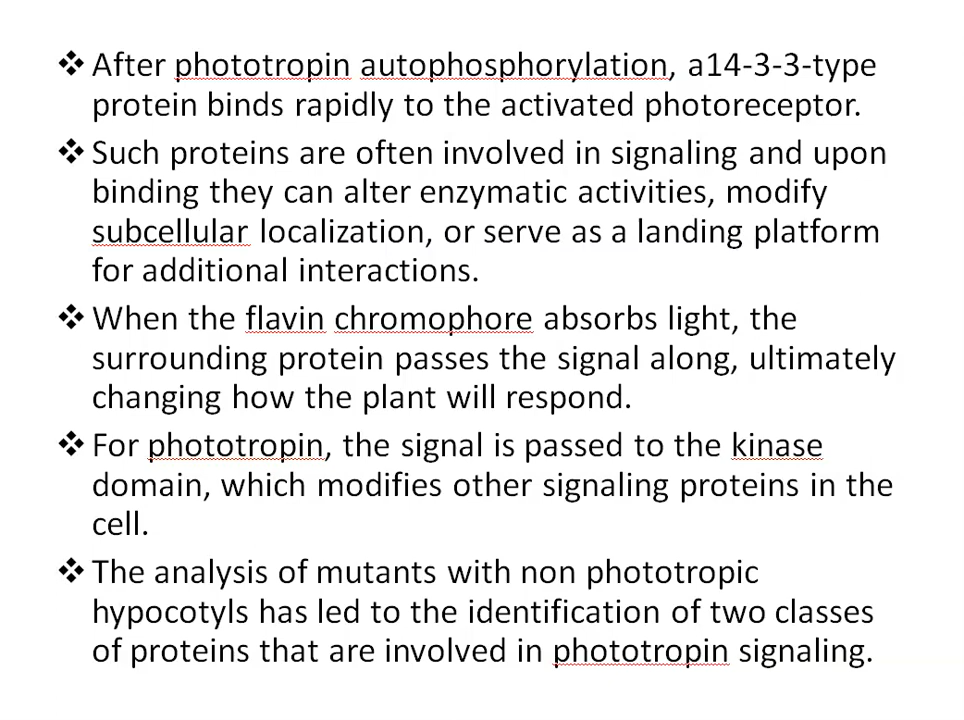 ❖ After phototropin autophosphorylation, a14-3-3-type
protein binds rapidly to the activated photoreceptor.
❖ Such proteins are often involved in signaling and upon
binding they can alter enzymatic activities, modify
subcellular localization, or serve as a landing platform
for additional interactions.
❖ When the flavin chromophore absorbs light, the
surrounding protein passes the signal along, ultimately
changing how the plant will respond.
❖ For phototropin, the signal is passed to the kinase
domain, which modifies other signaling proteins in the
cell.
❖ The analysis of mutants with non phototropic
hypocotyls has led to the identification of two classes
of proteins that are involved in phototropin signaling.